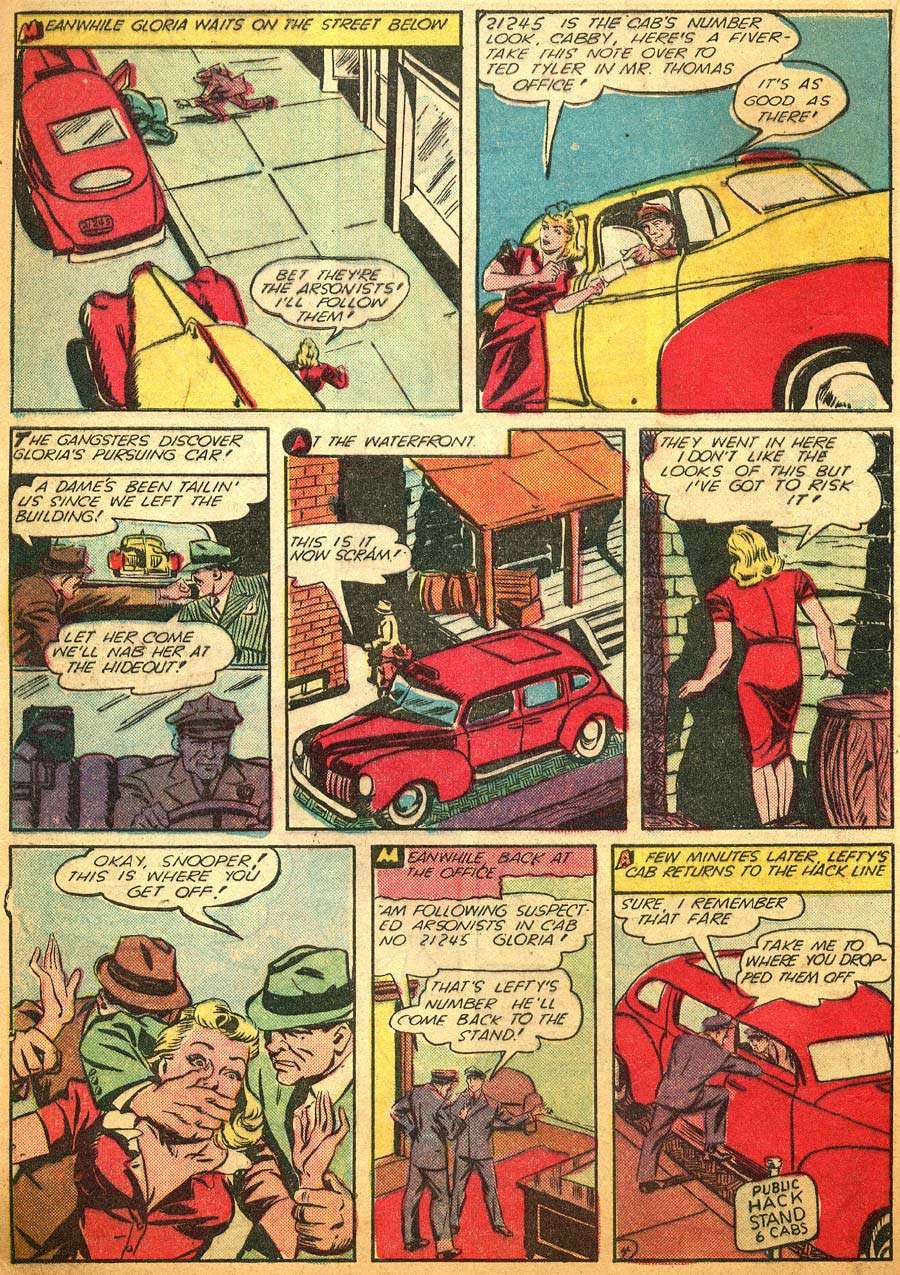 MEANWHILE GLORIA WAITS ON THE STREET BELOW
21245
BET THEY'RE
THE ARSONISTS!
I'LL FOLLOW
THEM!
21245 IS THE CAB'S NUMBER
LOOK, CABBY, HERE'S A FIVER-
TAKE THIS NOTE OVER TO
TED TYLER IN MR. THOMAS
OFFICE!
IT'S AS
GOOD AS
THERE!
THE GANGSTERS DISCOVER
GLORIA'S PURSUING CAR!
A DAME'S BEEN TAILIN'
US SINCE WE LEFT THE
BUILDING!
LET HER COME
WE'LL NAB HER AT
THE HIDEOUT!
AT THE WATERFRONT
THIS IS IT
NOW SCRAM!
THEY WENT IN HERE
I DON'T LIKE THE
LOOKS OF THIS BUT
I'VE GOT TO RISK
IT!
OKAY, SNOOPER!
THIS IS WHERE YOU
GET OFF!
MEANWHILE, BACK AT
THE OFFICE
"AM FOLLOWING SUSPECT-
ED ARSONISTS IN CAB
NO 21245 GLORIA!
THAT'S LEFTY'S
NUMBER HE'LL
COME BACK TO THE
STAND!
A FEW MINUTES LATER, LEFTY'S
CAB RETURNS TO THE HACK LINE
SURE, I REMEMBER
THAT FARE
TAKE ME TO
WHERE YOU DROP-
PED THEM OFF
PUBLIC
HACK
STAND
6 CABS
4